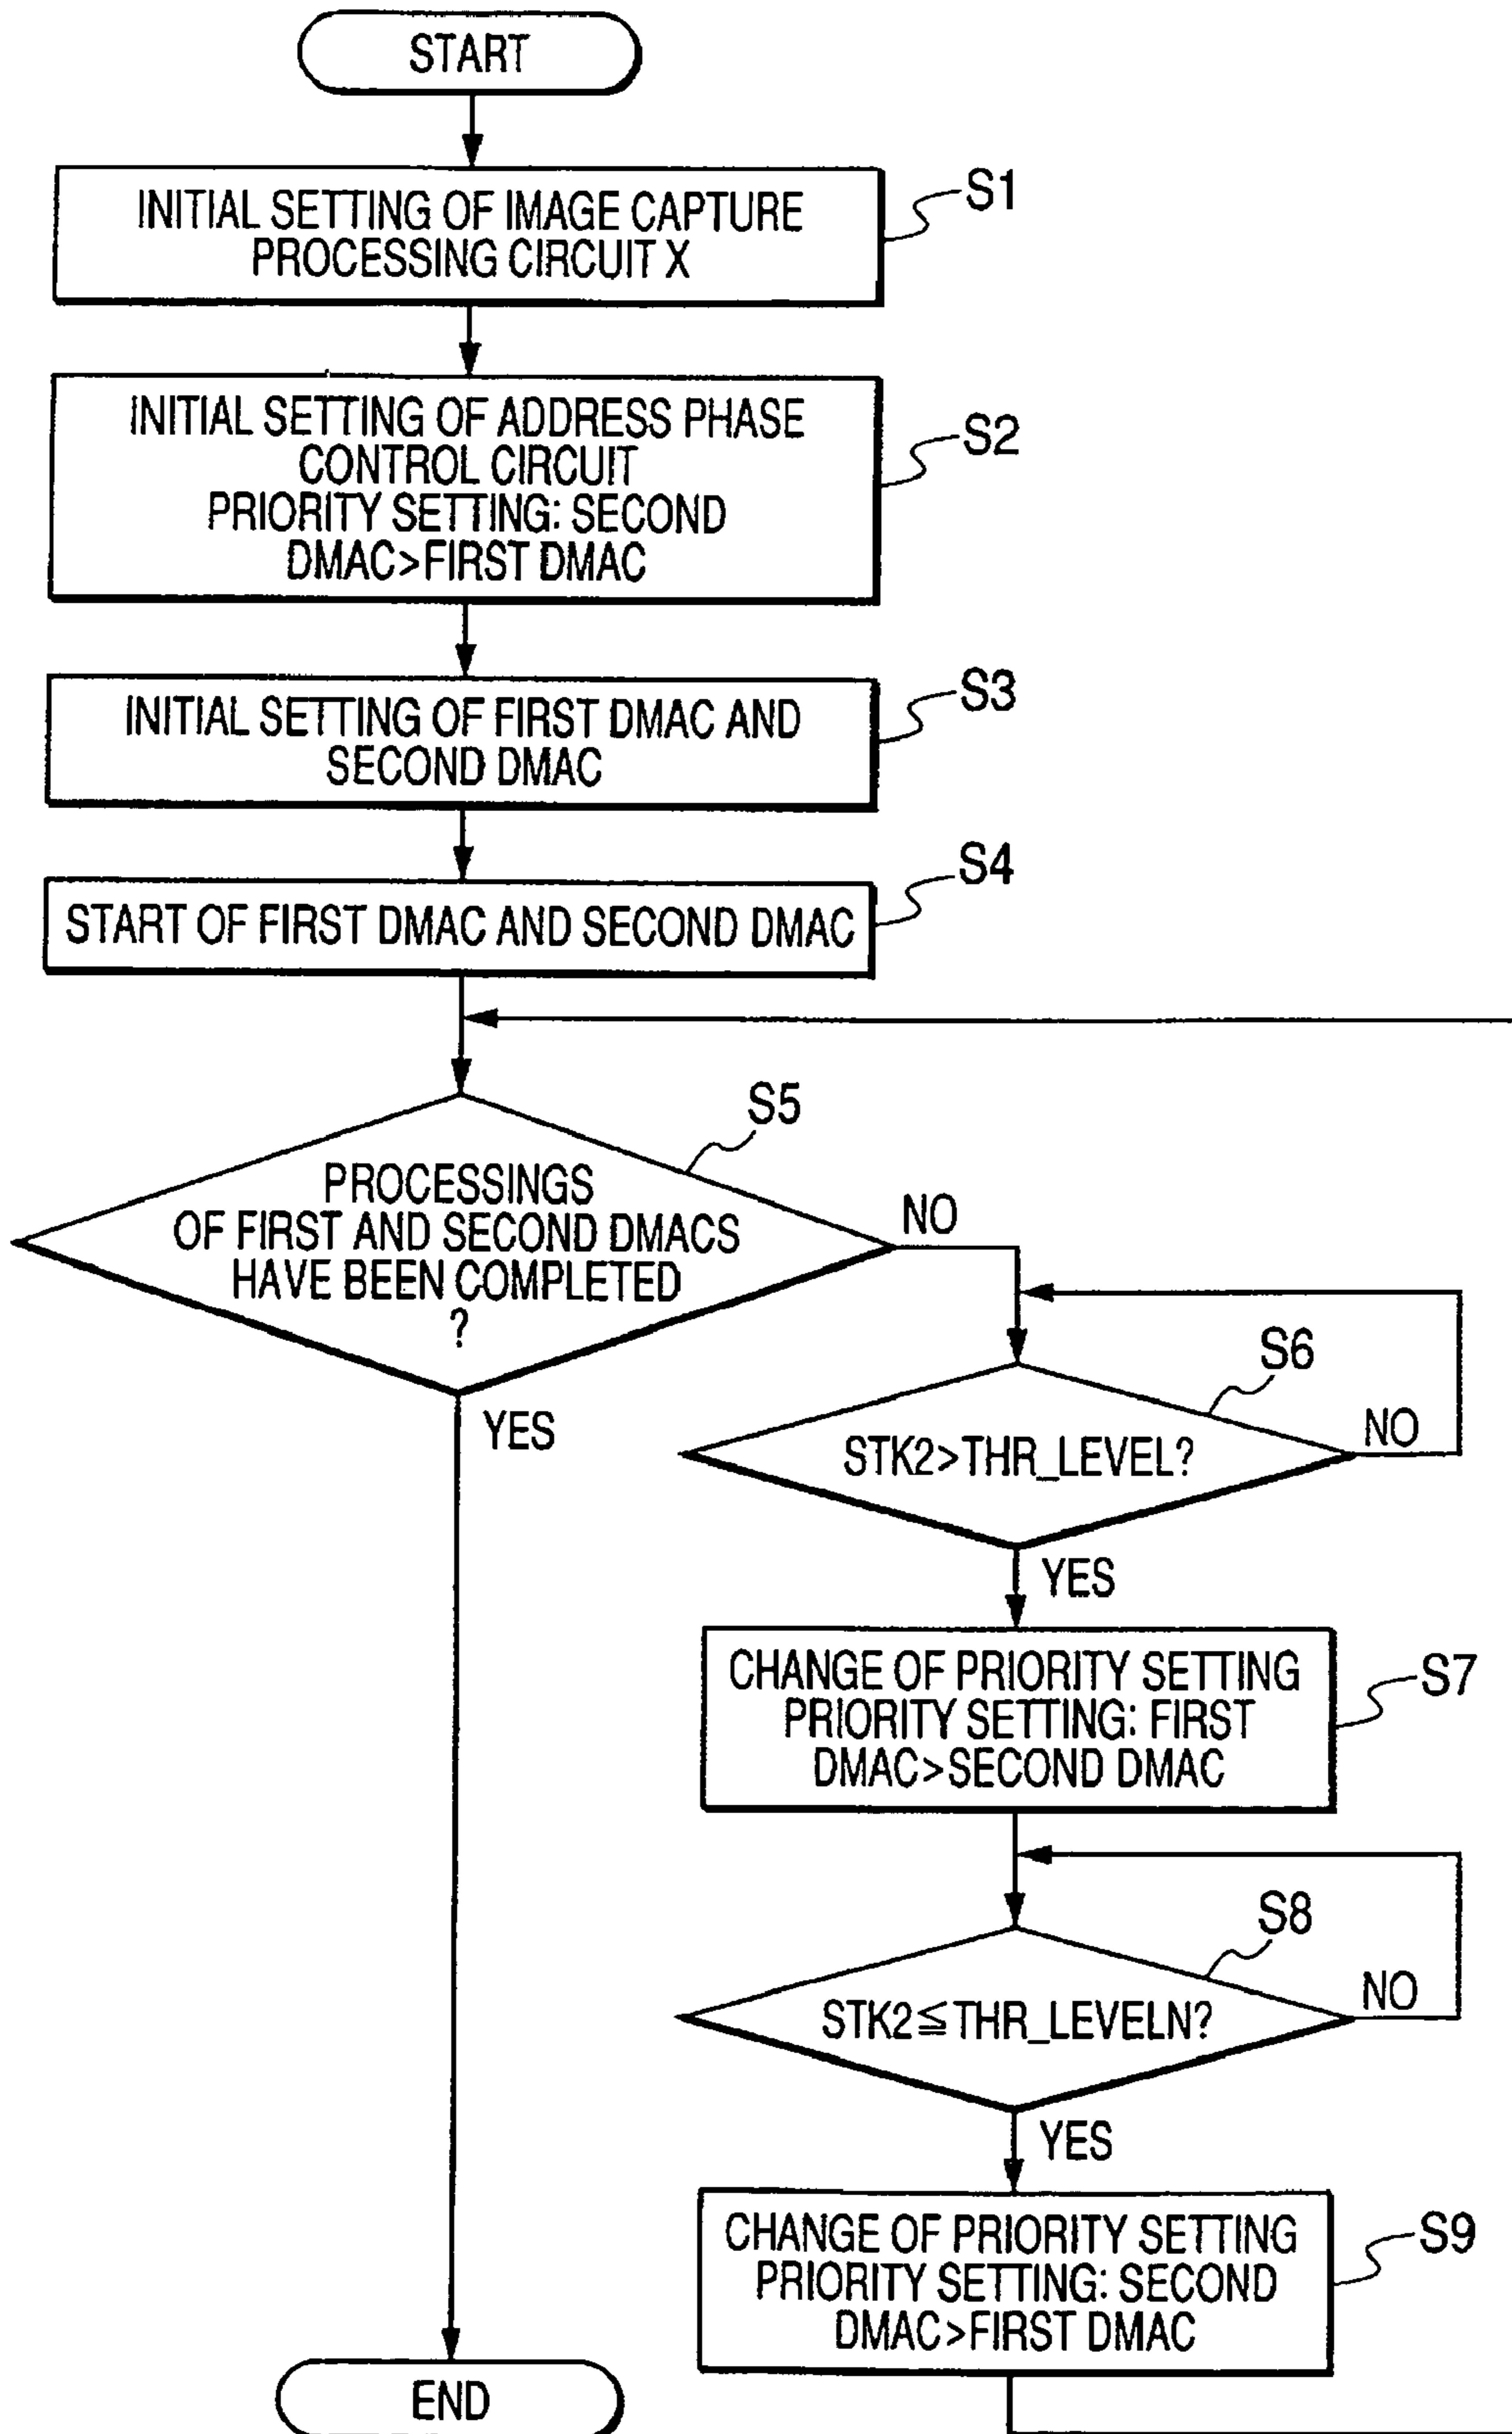 START
INITIAL SETTING OF IMAGE CAPTURE
PROCESSING CIRCUIT X
S1
INITIAL SETTING OF ADDRESS PHASE
CONTROL CIRCUIT
PRIORITY SETTING: SECOND
DMAC>FIRST DMAC
S2
INITIAL SETTING OF FIRST DMAC AND
SECOND DMAC
S3
START OF FIRST DMAC AND SECOND DMAC
S4
PROCESSINGS
OF FIRST AND SECOND DMACS
HAVE BEEN COMPLETED
?
S5
NO
YES
STK2>THR_LEVEL?
S6
NO
YES
CHANGE OF PRIORITY SETTING
PRIORITY SETTING: FIRST
DMAC>SECOND DMAC
S7
STK2≦THR_LEVELN?
S8
NO
YES
CHANGE OF PRIORITY SETTING
PRIORITY SETTING: SECOND
DMAC>FIRST DMAC
S9
END